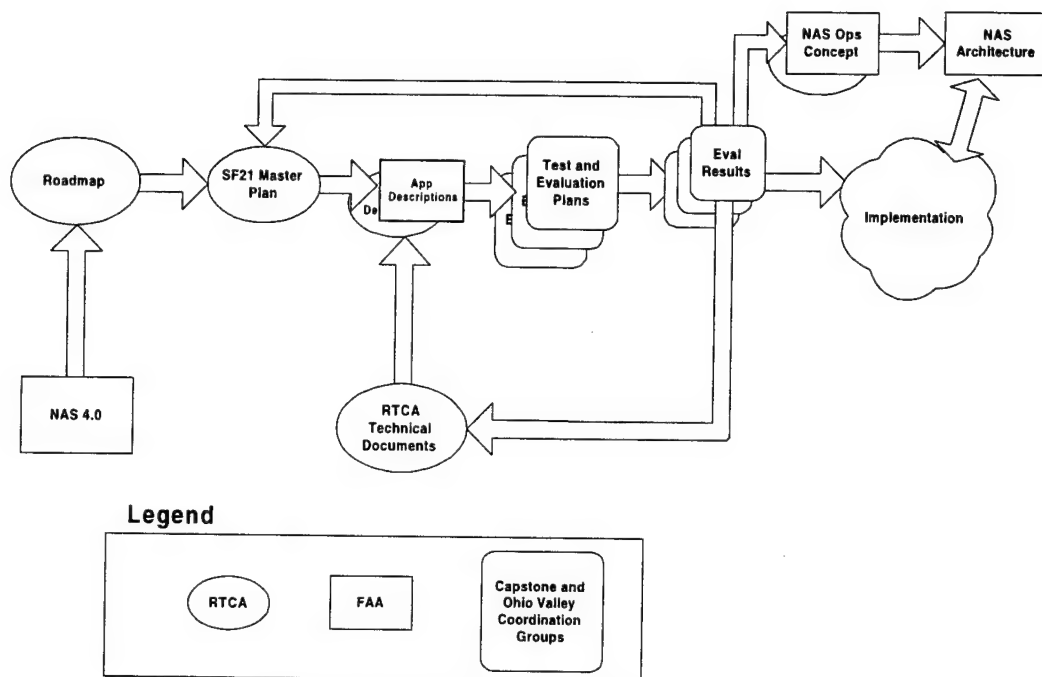 NAS Ops
Concept
NAS
Architecture
Roadmap
SF21 Master
Plan
App
Descriptions
De
Test and
Evaluation
Plans
E
E
Eval
Results
Implementation
NAS 4.0
RTCA
Technical
Documents
Legend
RTCA
FAA
Capstone and
Ohio Valley
Coordination
Groups